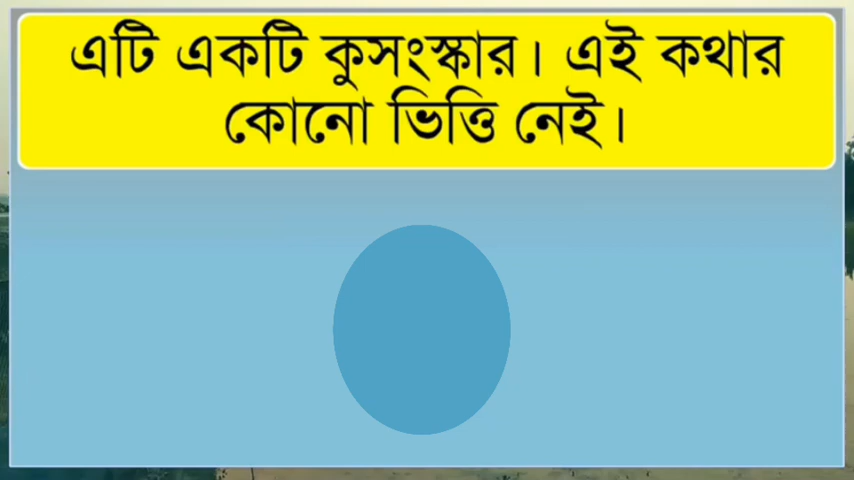 এটি একটি কুসংস্কার। এই কথার
কোনো ভিত্তি নেই।